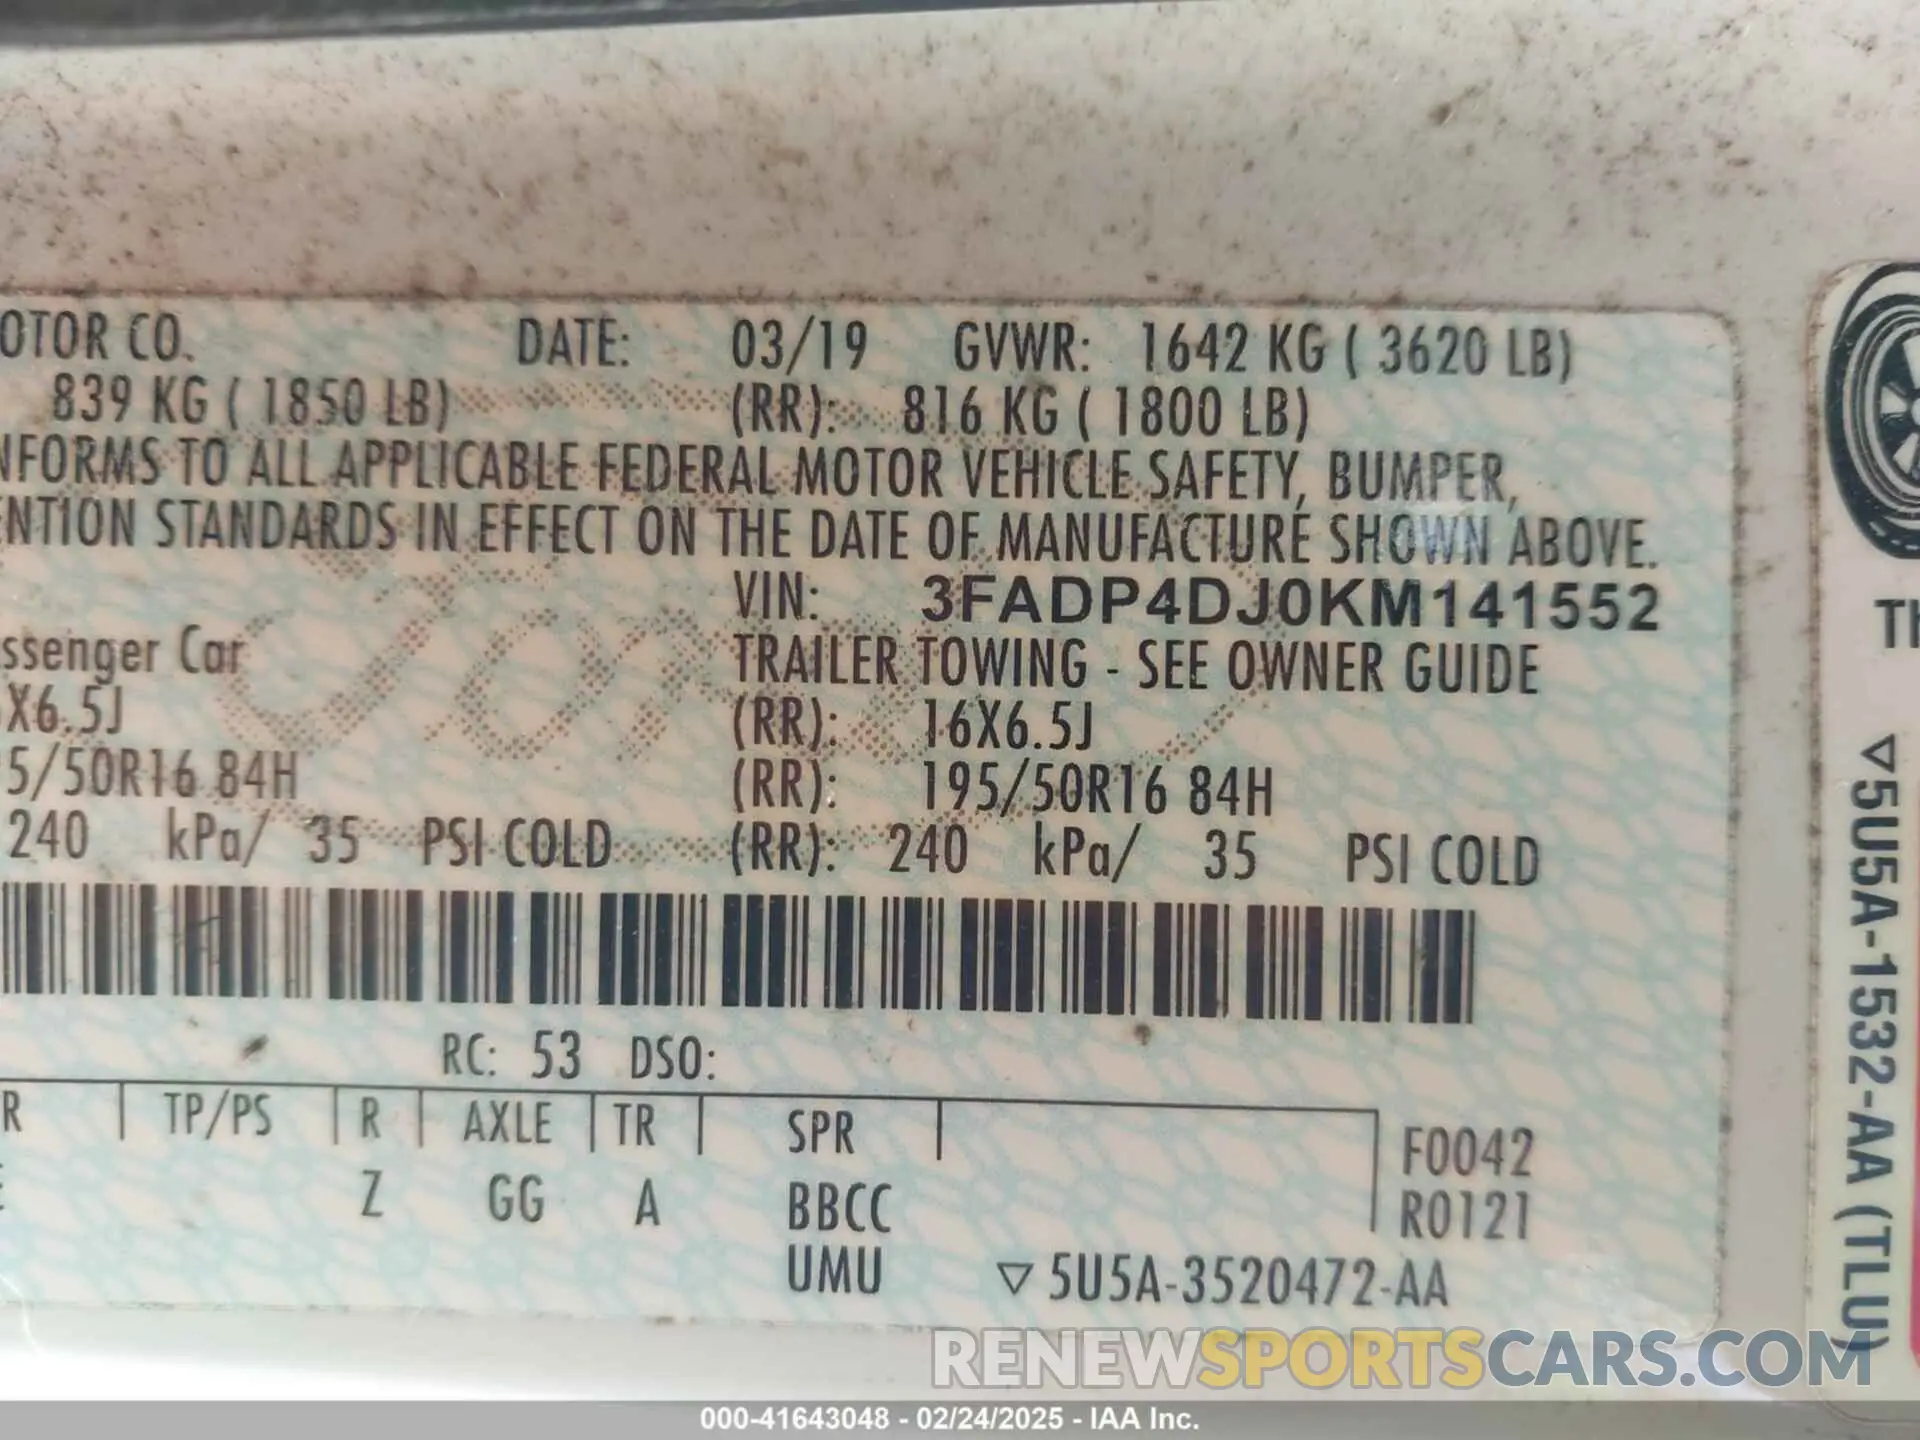 OTOR CO. DATE: 03/19 GVWR: 1642 KG ( 3620 LB)
839 KG ( 1850 LB) (RR): 816 KG ( 1800 LB)
NFORMS TO ALL APPLICABLE FEDERAL MOTOR VEHICLE SAFETY, BUMPER,
ENTION STANDARDS IN EFFECT ON THE DATE OF MANUFACTURE SHOWN ABOVE.
VIN: 3FADP4DJ0KM141552
ssenger Car TRAILER TOWING - SEE OWNER GUIDE
X6.5J (RR): 16X6.5J
5/50R16 84H (RR): 195/50R16 84H
240 kPa/ 35 PSI COLD (RR): 240 kPa/ 35 PSI COLD
RC: 53 DSO:
R TP/PS R AXLE TR SPR F0042
Z GG A BBCC R0121
UMU ▽ 5U5A-3520472-AA
TH
▽5U5A-1532-AA (TLU)
RENEWSPORTSCARS.COM
000-41643048 - 02/24/2025 - IAA Inc.